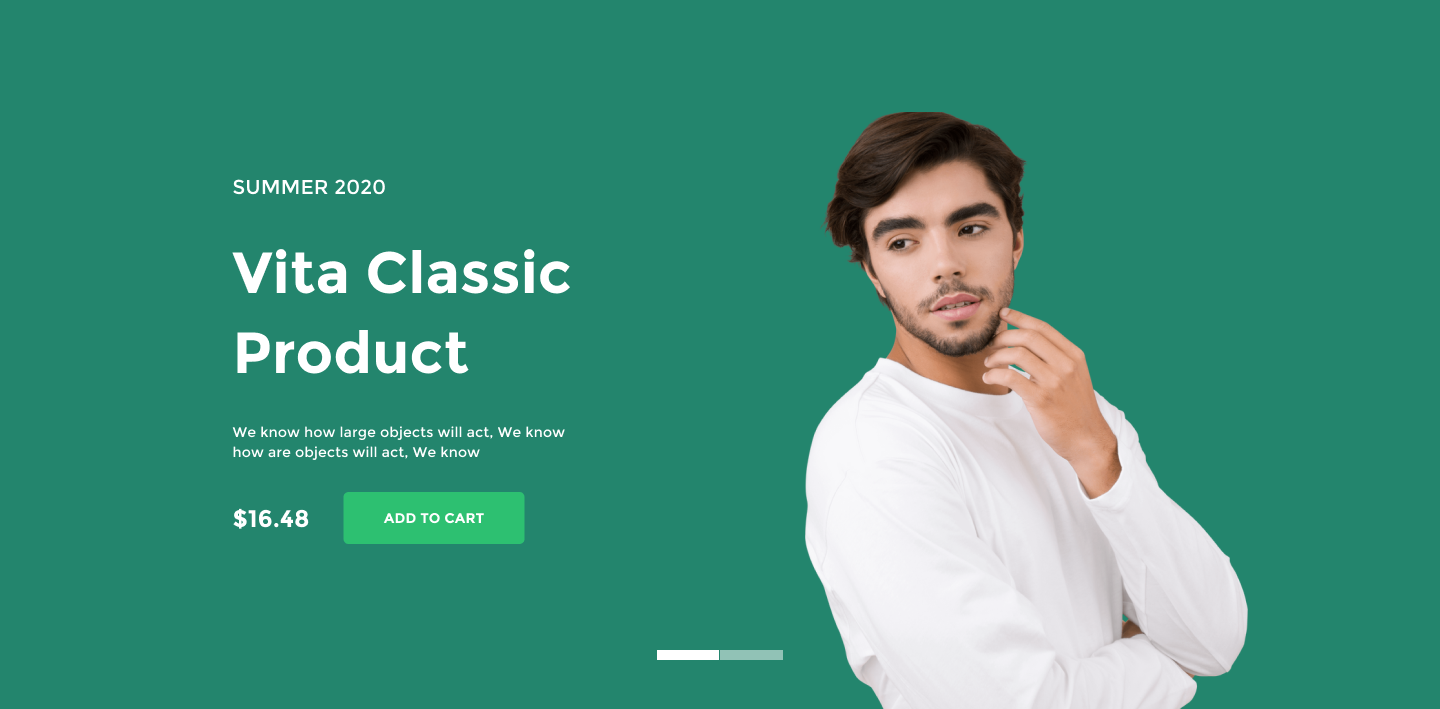 SUMMER 2020
Vita Classic
Product
We know how large objects will act, We know
how are objects will act, We know
$16.48
ADD TO CART